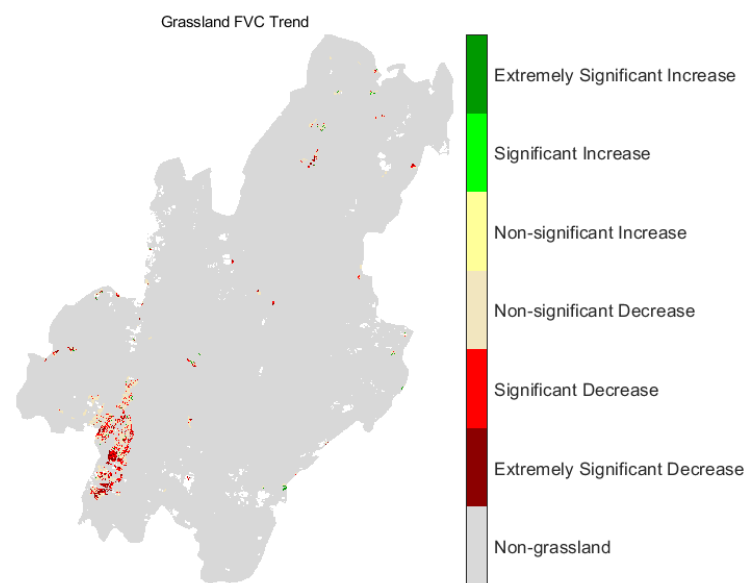 Grassland FVC Trend
Extremely Significant Increase
Significant Increase
Non-significant Increase
Non-significant Decrease
Significant Decrease
Extremely Significant Decrease
Non-grassland